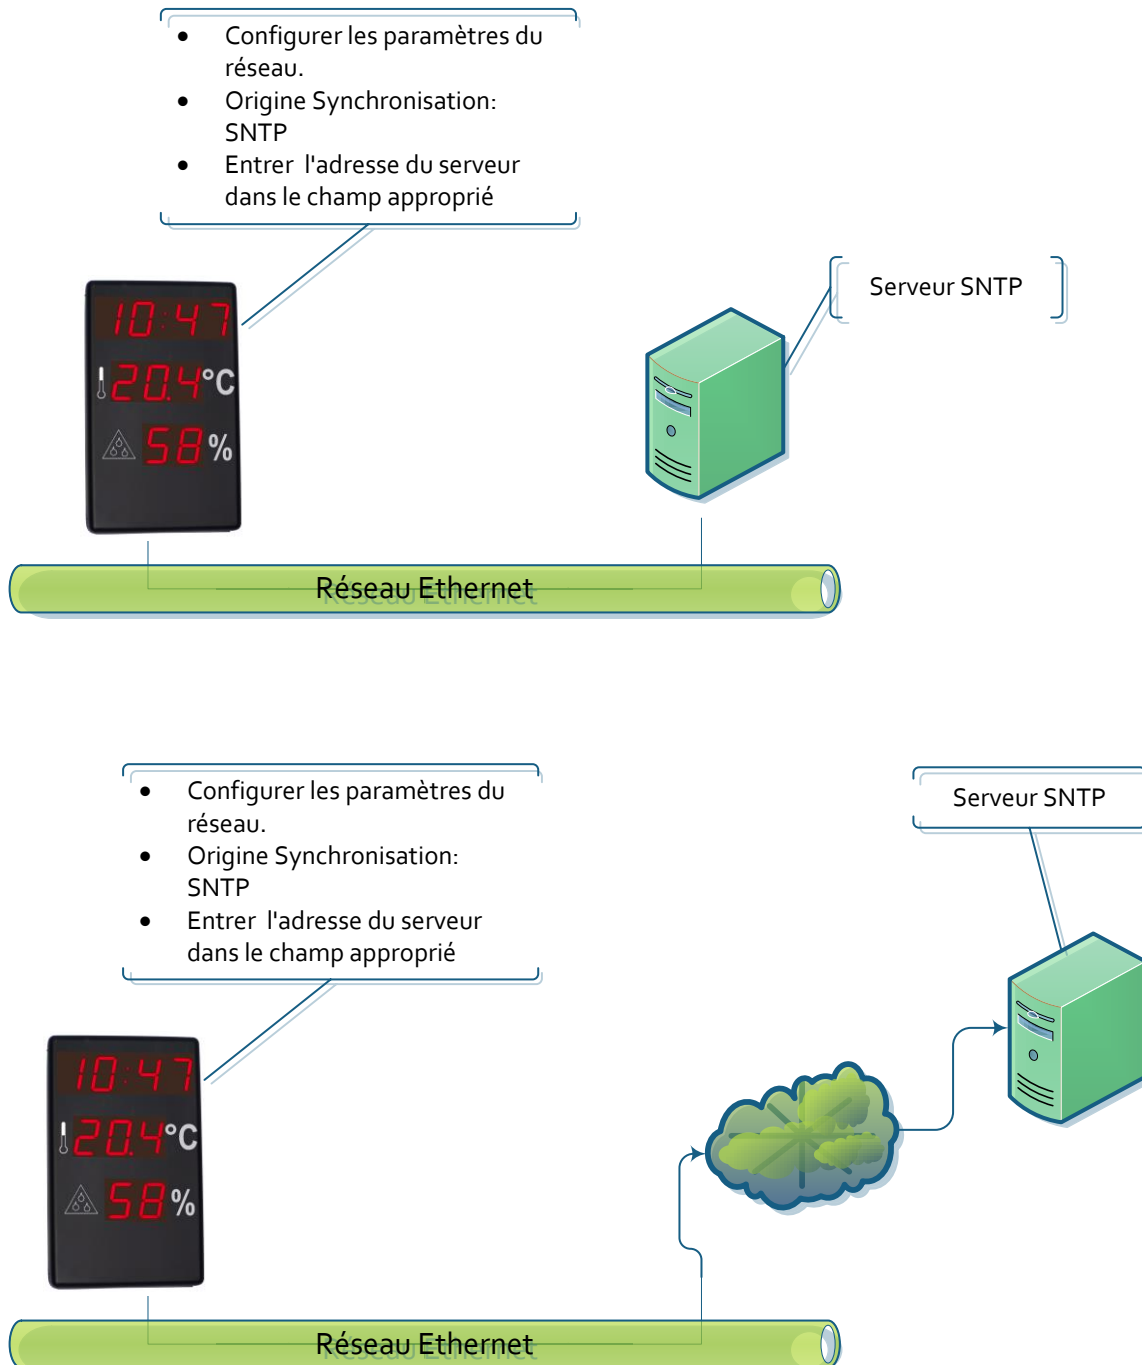 • Configurer les paramètres du
réseau.
• Origine Synchronisation:
SNTP
• Entrer l'adresse du serveur
dans le champ approprié
Serveur SNTP
10:47
20.4°C
58%
Réseau Ethernet
• Configurer les paramètres du
réseau.
• Origine Synchronisation:
SNTP
• Entrer l'adresse du serveur
dans le champ approprié
Serveur SNTP
10:47
20.4°C
58%
Réseau Ethernet